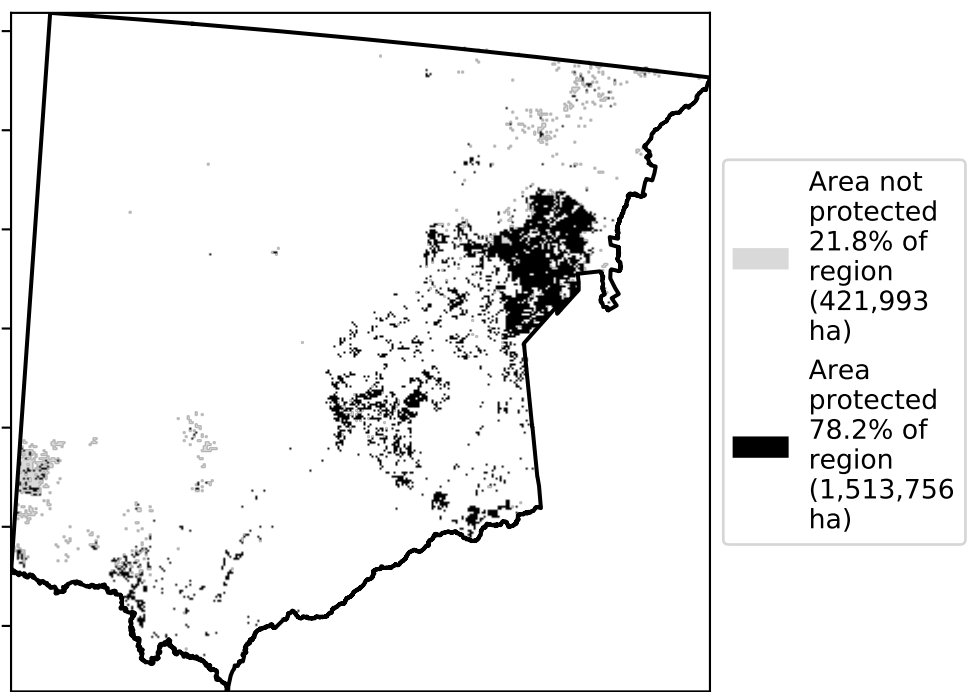 Area not
protected
21.8% of
region
(421,993
ha)
Area
protected
78.2% of
region
(1,513,756
ha)